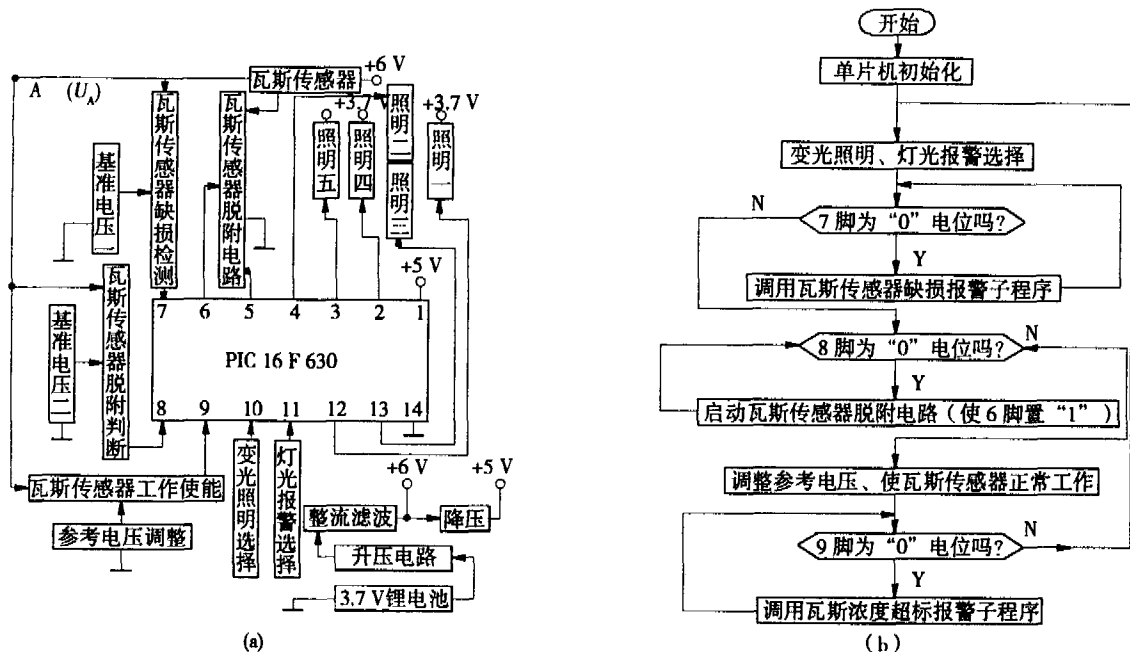 +6 V
瓦斯传感器
A (U_A)
瓦斯传感器缺损检测
瓦斯传感器脱附电路
+3.7 V
照明五
照明四
照明二
照明三
+3.7 V
照明一
基准电压一
+5 V
瓦斯传感器脱附判断
基准电压二
7 6 5 4 3 2 1
PIC 16 F 630
8 9 10 11 12 13 14
瓦斯传感器工作使能
参考电压调整
变光照明选择
灯光报警选择
+6 V
+5 V
整流滤波
降压
升压电路
3.7 V锂电池
(a)
开始
单片机初始化
变光照明、灯光报警选择
N
7脚为“0”电位吗?
Y
调用瓦斯传感器缺损报警子程序
8脚为“0”电位吗?
N
Y
启动瓦斯传感器脱附电路(使6脚置“1”)
调整参考电压、使瓦斯传感器正常工作
9脚为“0”电位吗?
N
Y
调用瓦斯浓度超标报警子程序
(b)